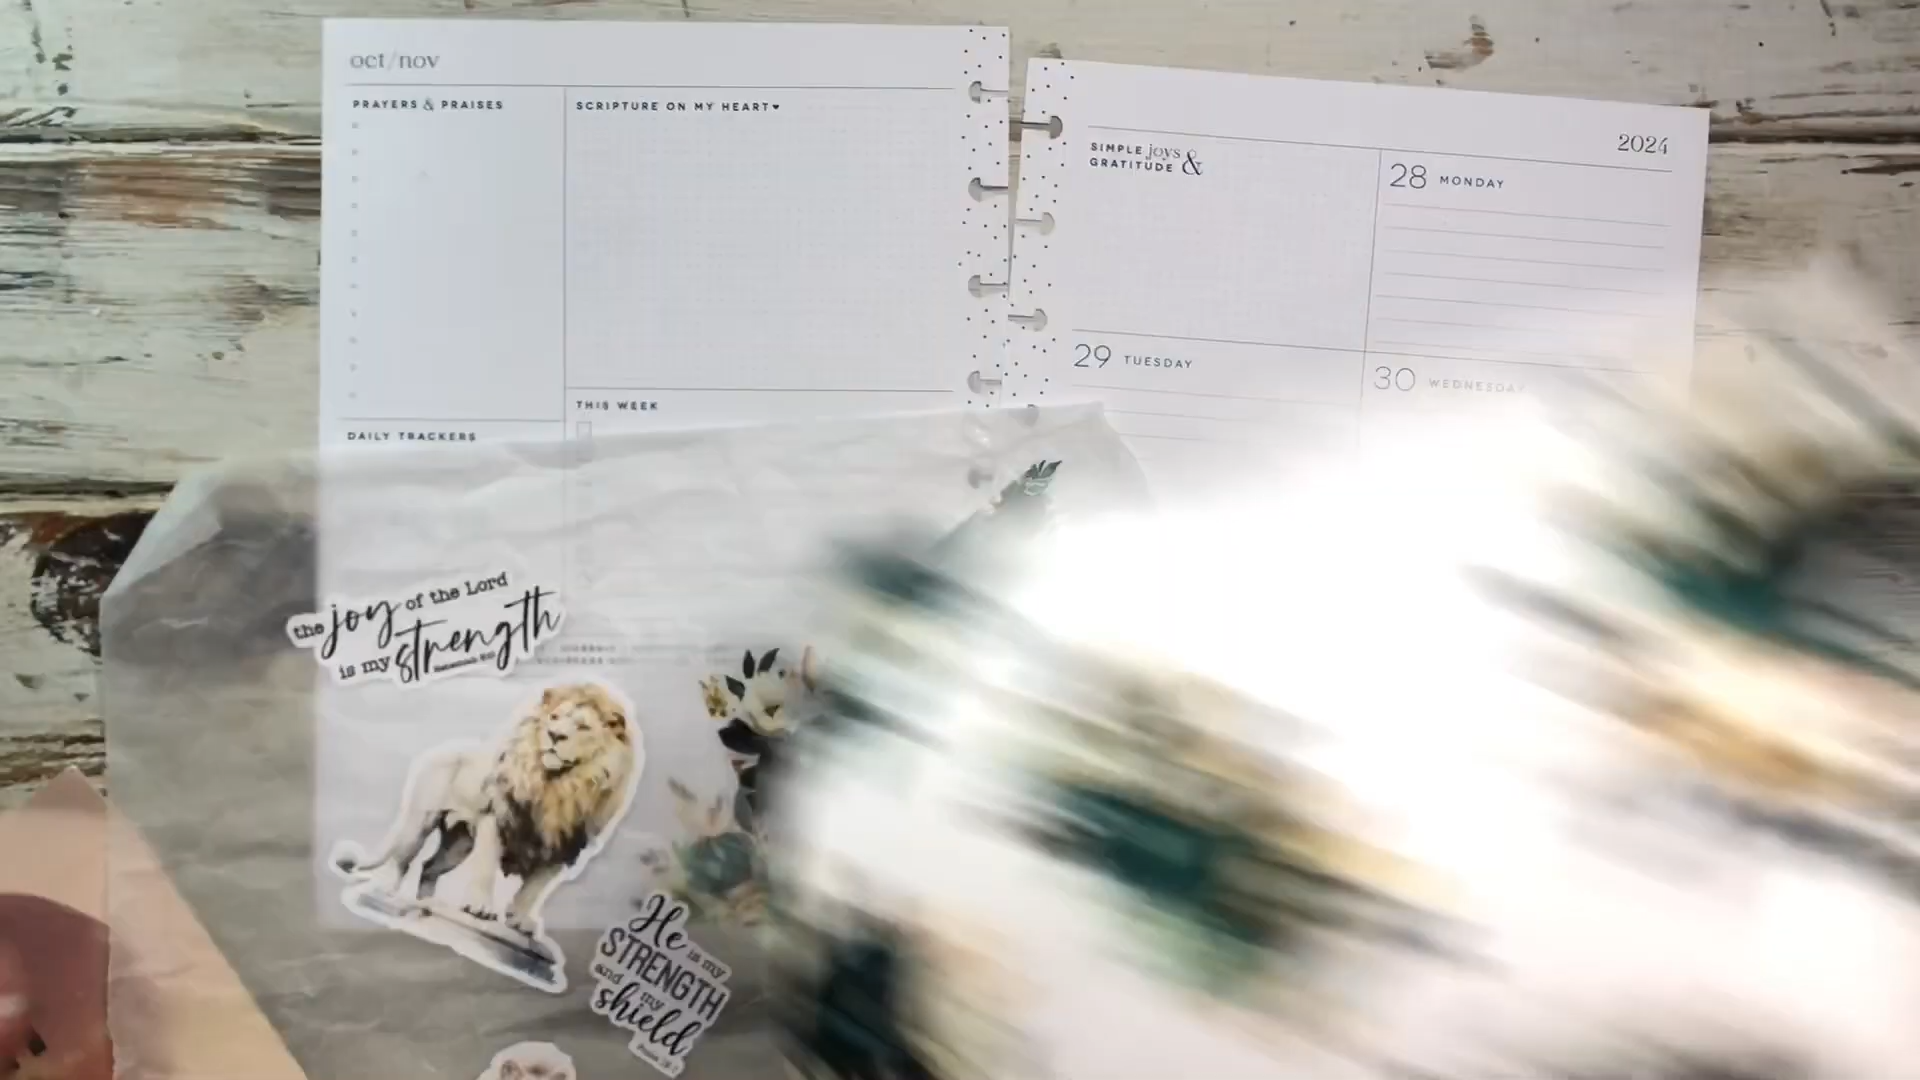 oct/nov
PRAYERS & PRAISES
SCRIPTURE ON MY HEART♥
THIS WEEK
DAILY TRACKERS
2024
SIMPLE joys &
GRATITUDE
28 MONDAY
29 TUESDAY
30 WEDNESDAY
the joy of the Lord
is my strength
He is my
STRENGTH
and my
shield